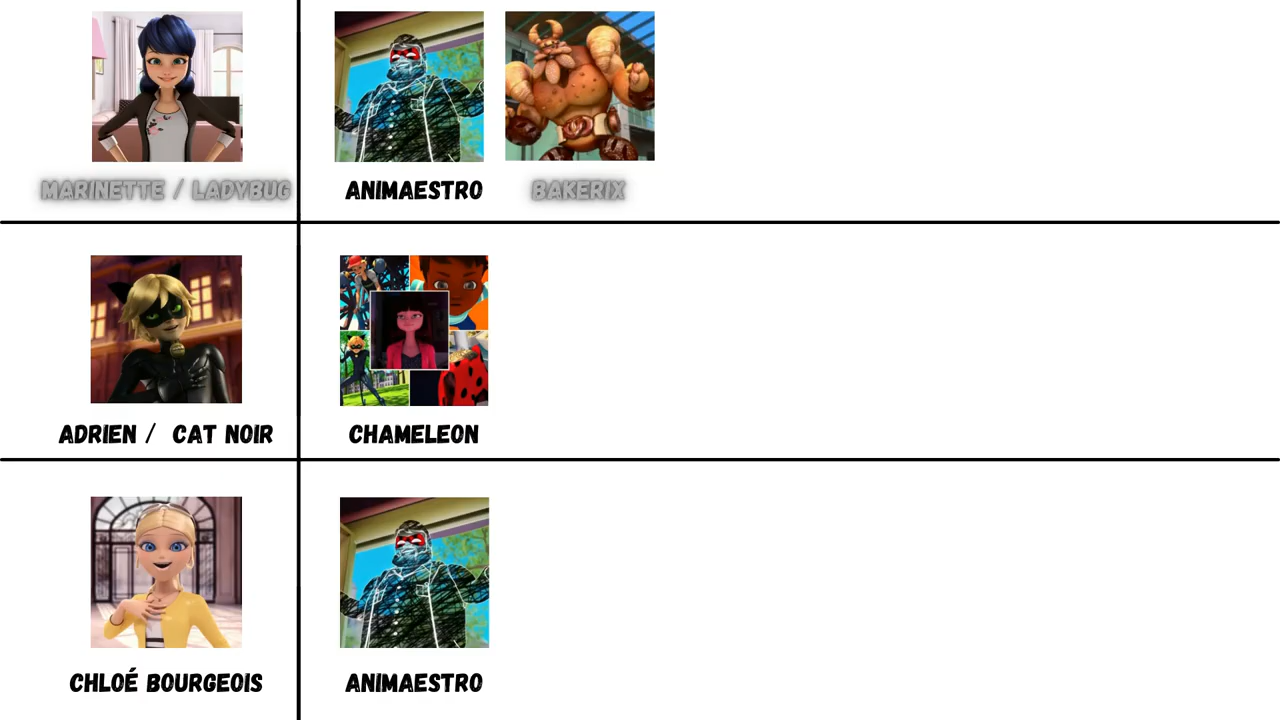 MARINETTE / LADYBUG
ANIMAESTRO
BAKERIX
ADRIEN / CAT NOIR
CHAMELEON
CHLOÉ BOURGEOIS
ANIMAESTRO